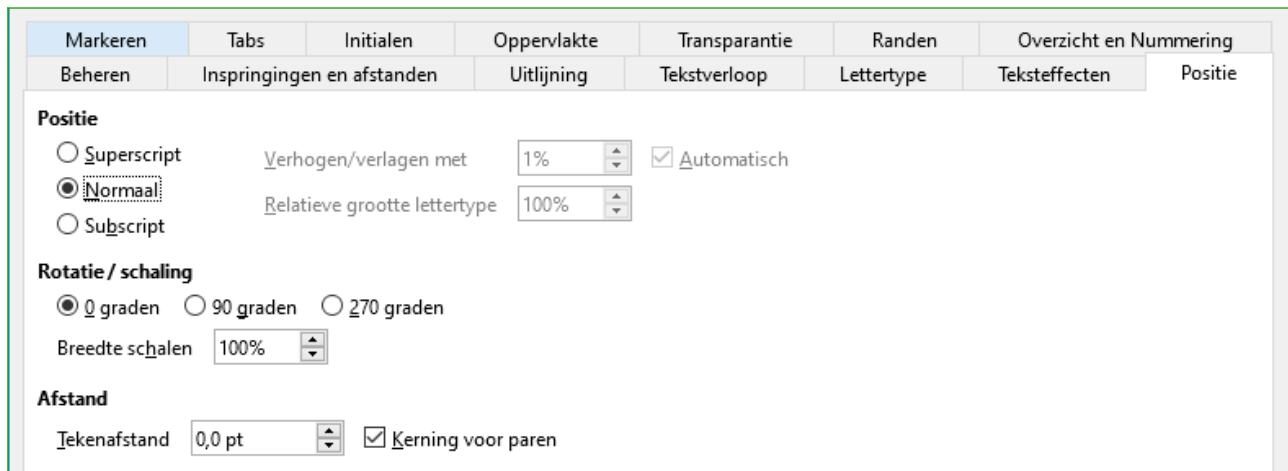 Markeren Tabs Initialen Oppervlakte Transparantie Randen Overzicht en Nummering
Beheren Inspringingen en afstanden Uitlijning Tekstverloop Lettertype Teksteffecten Positie
Positie
Superscript Verhogen/verlagen met 1% Automatisch
Normaal
Relatieve grootte lettertype 100%
Subscript
Rotatie / schaling
0 graden 90 graden 270 graden
Breedte schalen 100%
Afstand
Tekenafstand 0,0 pt Kerning voor paren